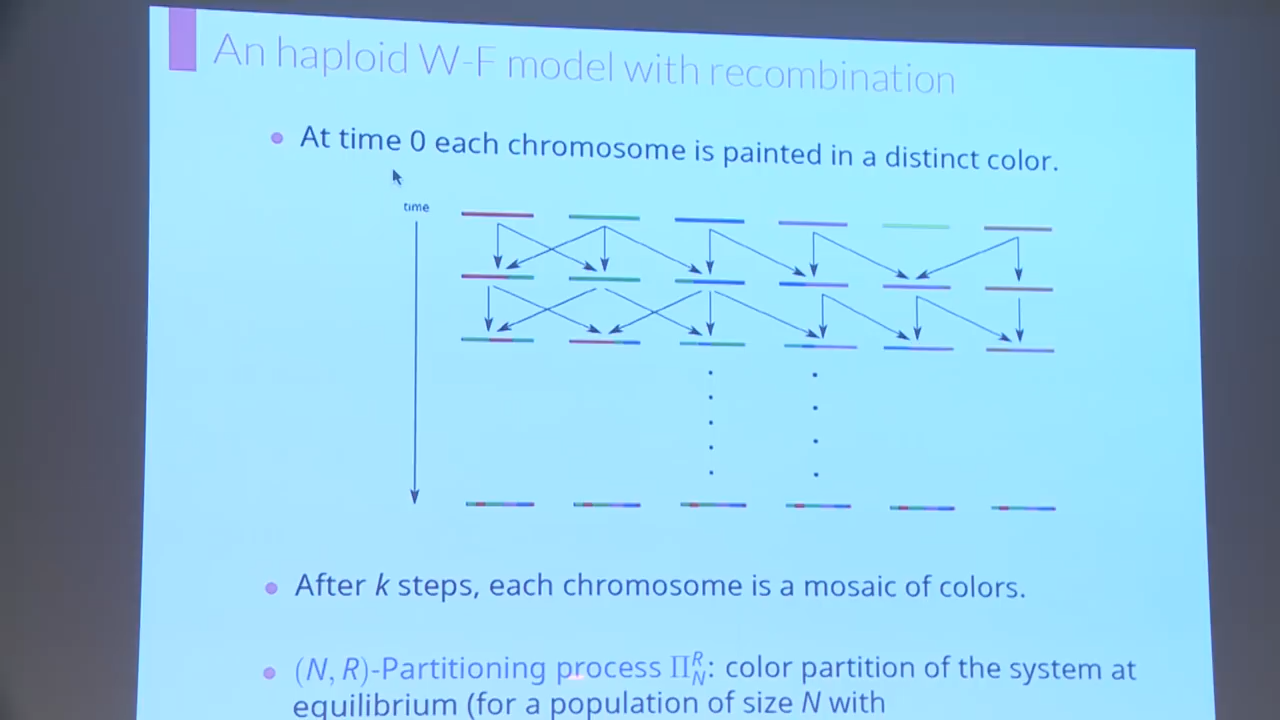 An haploid W-F model with recombination
At time 0 each chromosome is painted in a distinct color.
time
After k steps, each chromosome is a mosaic of colors.
(N, R)-Partitioning process Π_N^R: color partition of the system at
equilibrium (for a population of size N with